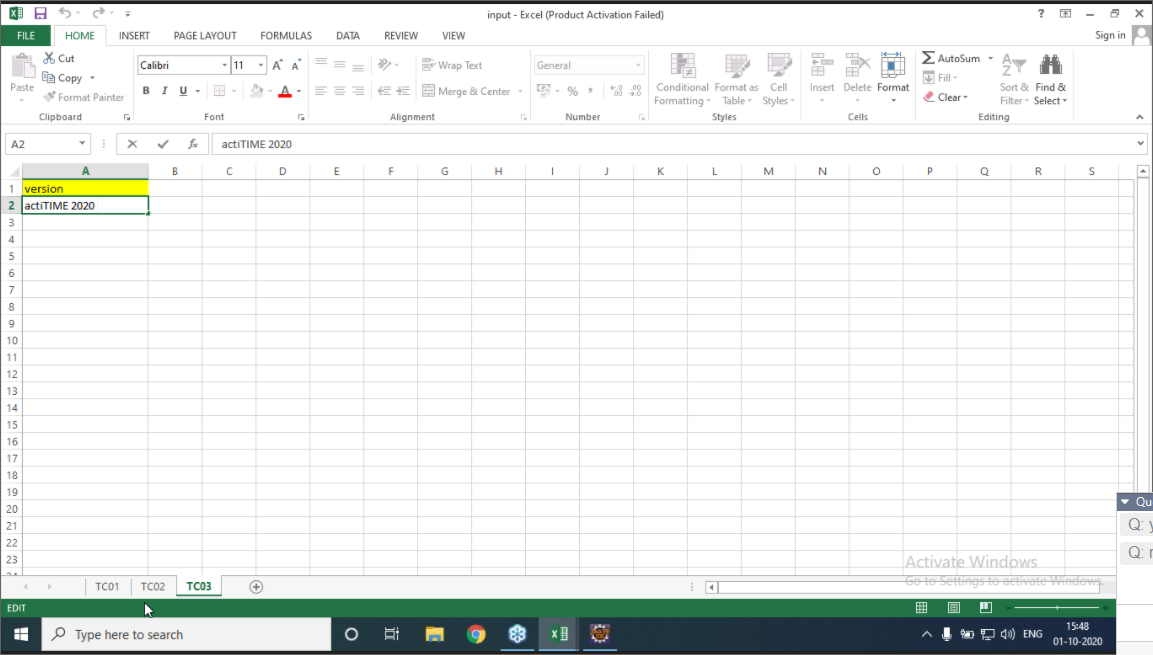 input - Excel (Product Activation Failed)
FILE HOME INSERT PAGE LAYOUT FORMULAS DATA REVIEW VIEW Sign in
Cut
Copy
Format Painter
Paste
Clipboard
Calibri 11
B I U
Font
Wrap Text
Merge & Center
Alignment
General
%
Number
Conditional Formatting
Format as Table
Cell Styles
Styles
Insert Delete Format
Cells
AutoSum
Fill
Clear
Sort & Filter
Find & Select
Editing
A2 fx actiTIME 2020
A B C D E F G H I J K L M N O P Q R S
1 version
2 actiTIME 2020
3
4
5
6
7
8
9
10
11
12
13
14
15
16
17
18
19
20
21
22
23
Q:
Q:
Activate Windows
Go to Settings to activate Windows.
TC01 TC02 TC03
EDIT
Type here to search
ENG
15:48
01-10-2020